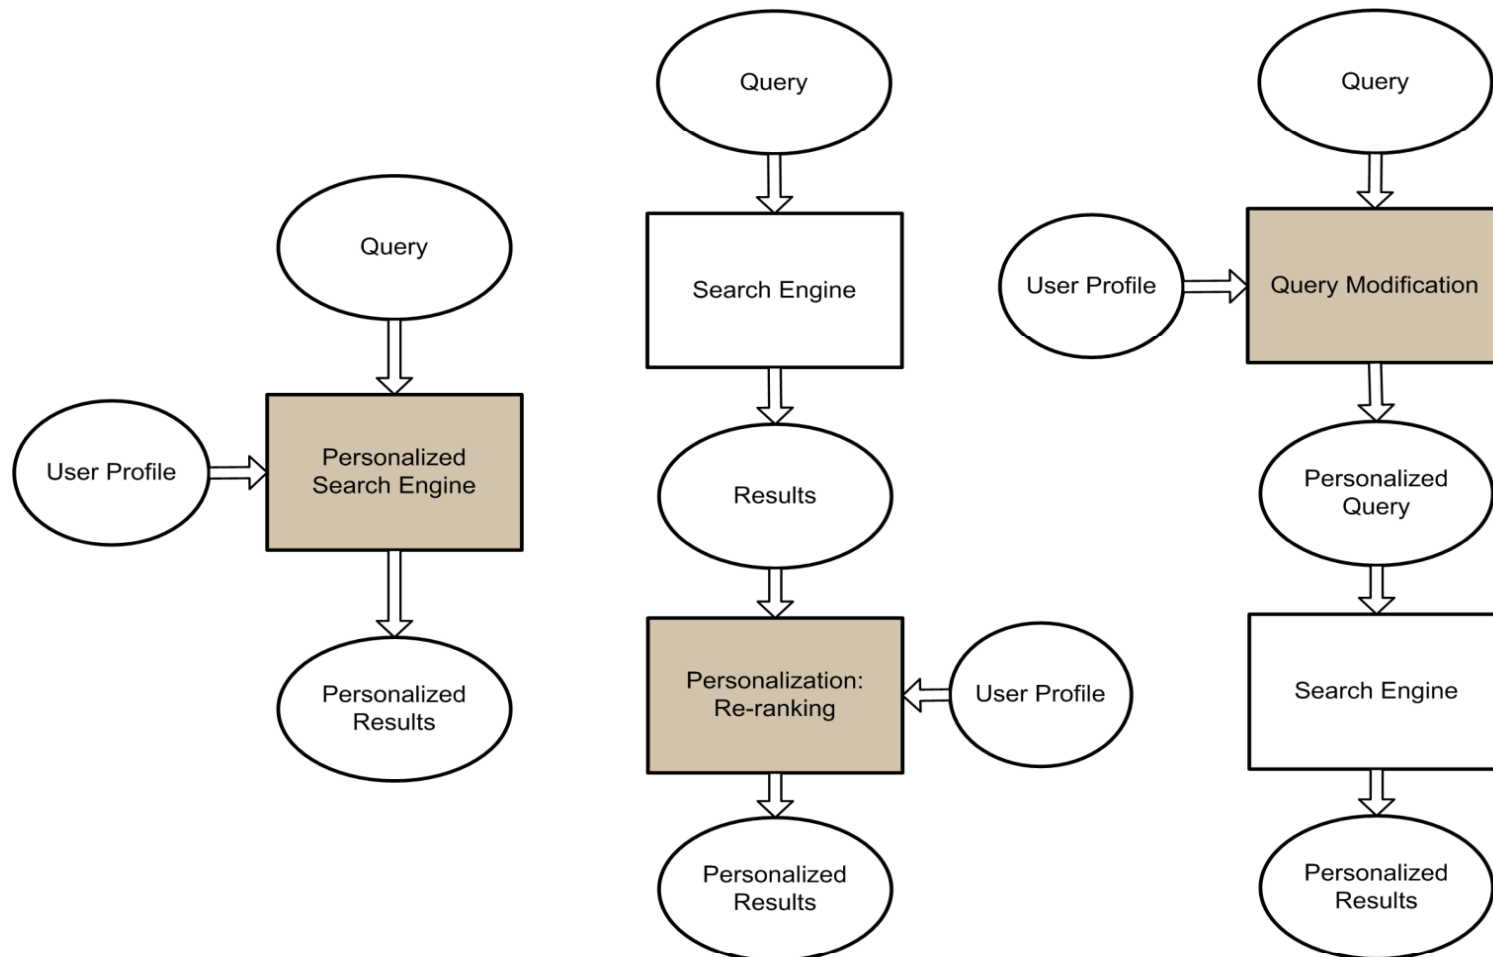 Query
User Profile
Personalized
Search Engine
Personalized
Results
Query
Search Engine
Results
Personalization:
Re-ranking
User Profile
Personalized
Results
Query
User Profile
Query Modification
Personalized
Query
Search Engine
Personalized
Results